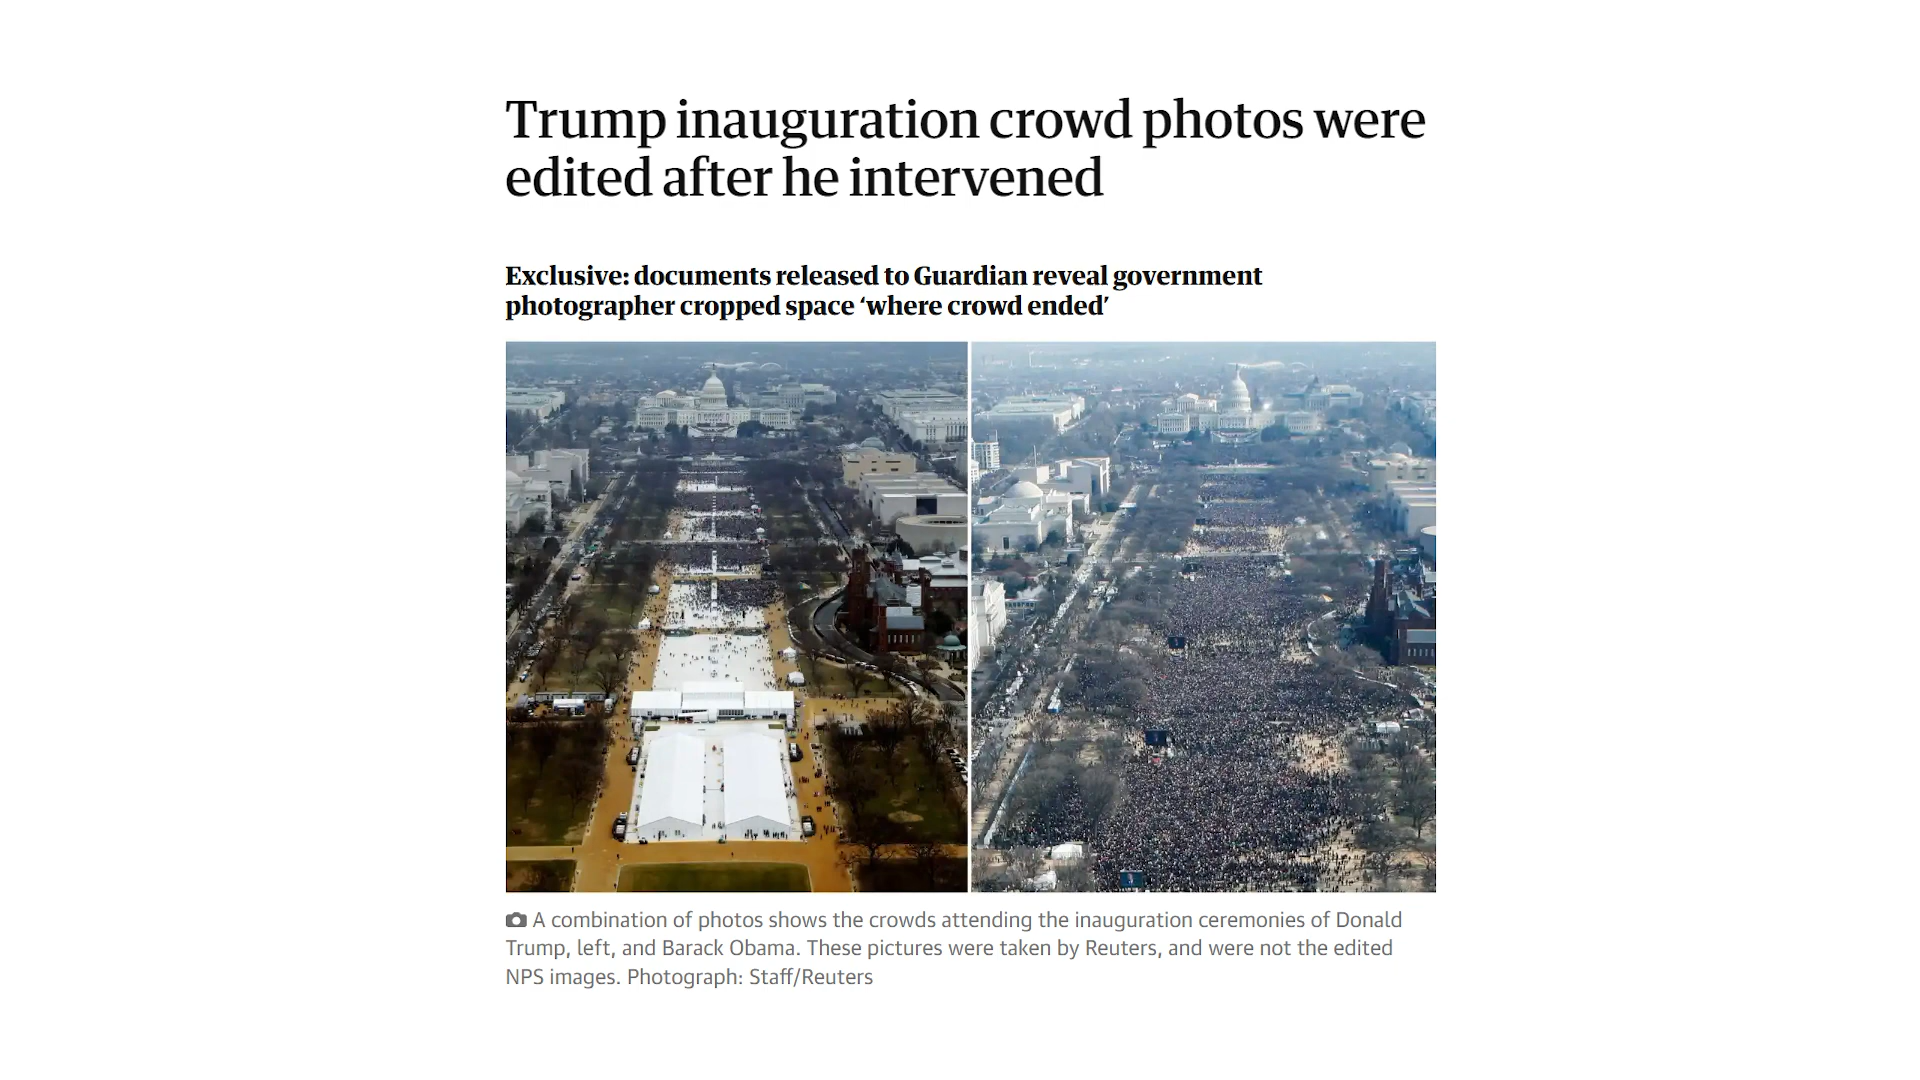 Trump inauguration crowd photos were
edited after he intervened
Exclusive: documents released to Guardian reveal government
photographer cropped space ‘where crowd ended’
A combination of photos shows the crowds attending the inauguration ceremonies of Donald
Trump, left, and Barack Obama. These pictures were taken by Reuters, and were not the edited
NPS images. Photograph: Staff/Reuters